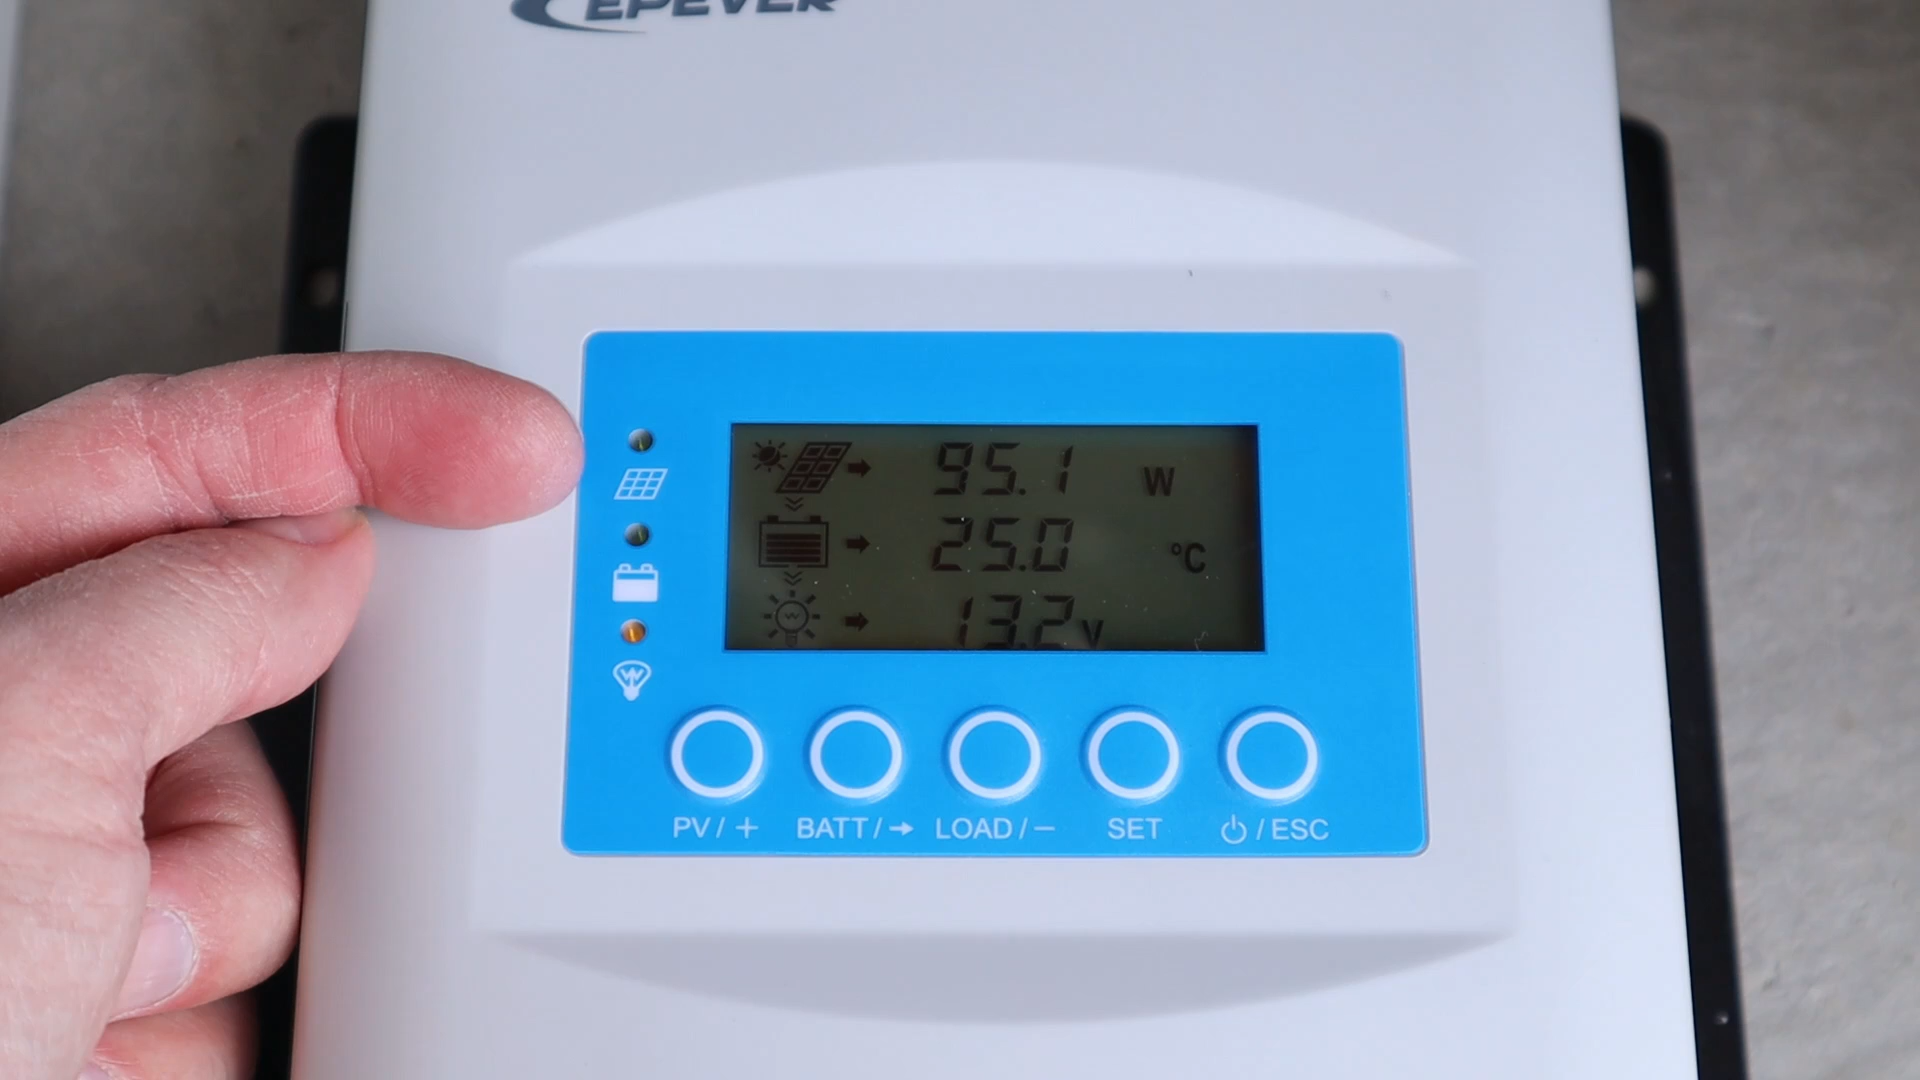 EPEVER
95.1 W
25.0 °C
13.2 V
PV / + BATT / → LOAD / − SET ⏻ / ESC